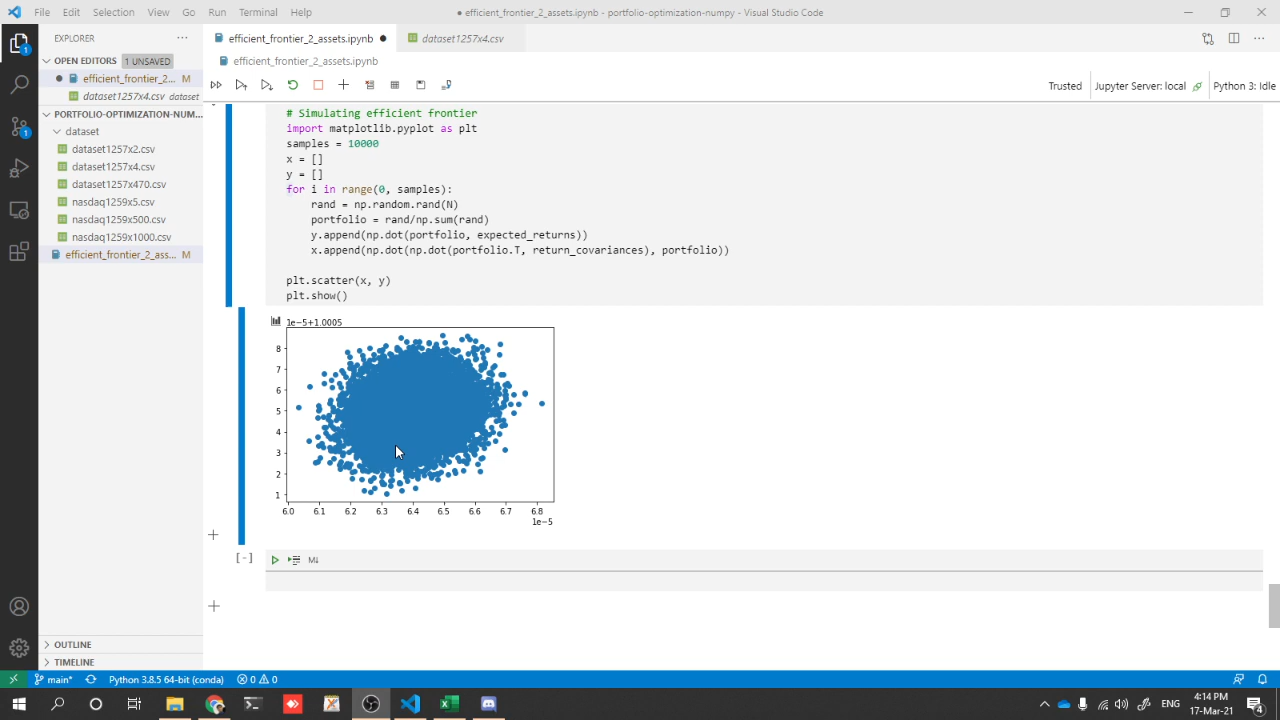 File Edit Selection View Go Run Terminal Help
● efficient_frontier_2_assets.ipynb - portfolio-optimization-numpy - Visual Studio Code
EXPLORER
efficient_frontier_2_assets.ipynb ●
dataset1257x4.csv
OPEN EDITORS 1 UNSAVED
efficient_frontier_2_assets.ipynb
● efficient_frontier_2... M
dataset1257x4.csv dataset
Trusted
Jupyter Server: local
Python 3: Idle
PORTFOLIO-OPTIMIZATION-NUM...
dataset
dataset1257x2.csv
dataset1257x4.csv
dataset1257x470.csv
nasdaq1259x5.csv
nasdaq1259x500.csv
nasdaq1259x1000.csv
efficient_frontier_2_ass... M
# Simulating efficient frontier
import matplotlib.pyplot as plt
samples = 10000
x = []
y = []
for i in range(0, samples):
rand = np.random.rand(N)
portfolio = rand/np.sum(rand)
y.append(np.dot(portfolio, expected_returns))
x.append(np.dot(np.dot(portfolio.T, return_covariances), portfolio))
plt.scatter(x, y)
plt.show()
1e−5+1.0005
8
7
6
5
4
3
2
1
6.0 6.1 6.2 6.3 6.4 6.5 6.6 6.7 6.8
1e−5
[-]
M↓
OUTLINE
TIMELINE
main*
Python 3.8.5 64-bit (conda)
0 0
ENG
4:14 PM
17-Mar-21
4